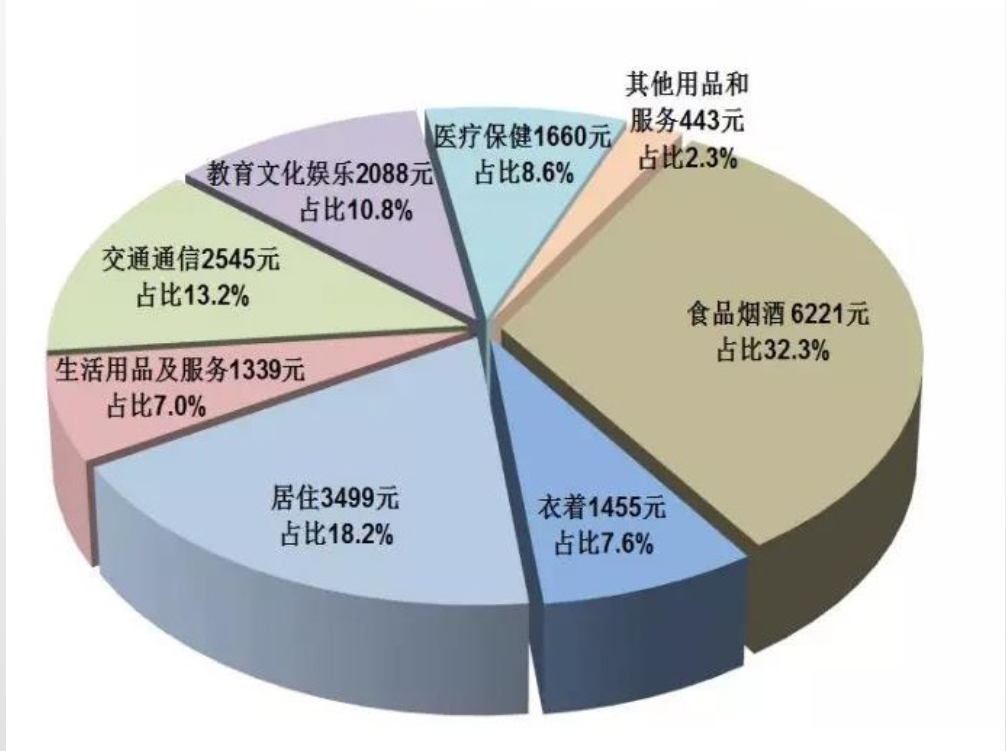 其他用品和
服务443元
占比2.3%
医疗保健1660元
占比8.6%
教育文化娱乐2088元
占比10.8%
交通通信2545元
占比13.2%
食品烟酒 6221元
占比32.3%
生活用品及服务1339元
占比7.0%
居住3499元
占比18.2%
衣着1455元
占比7.6%